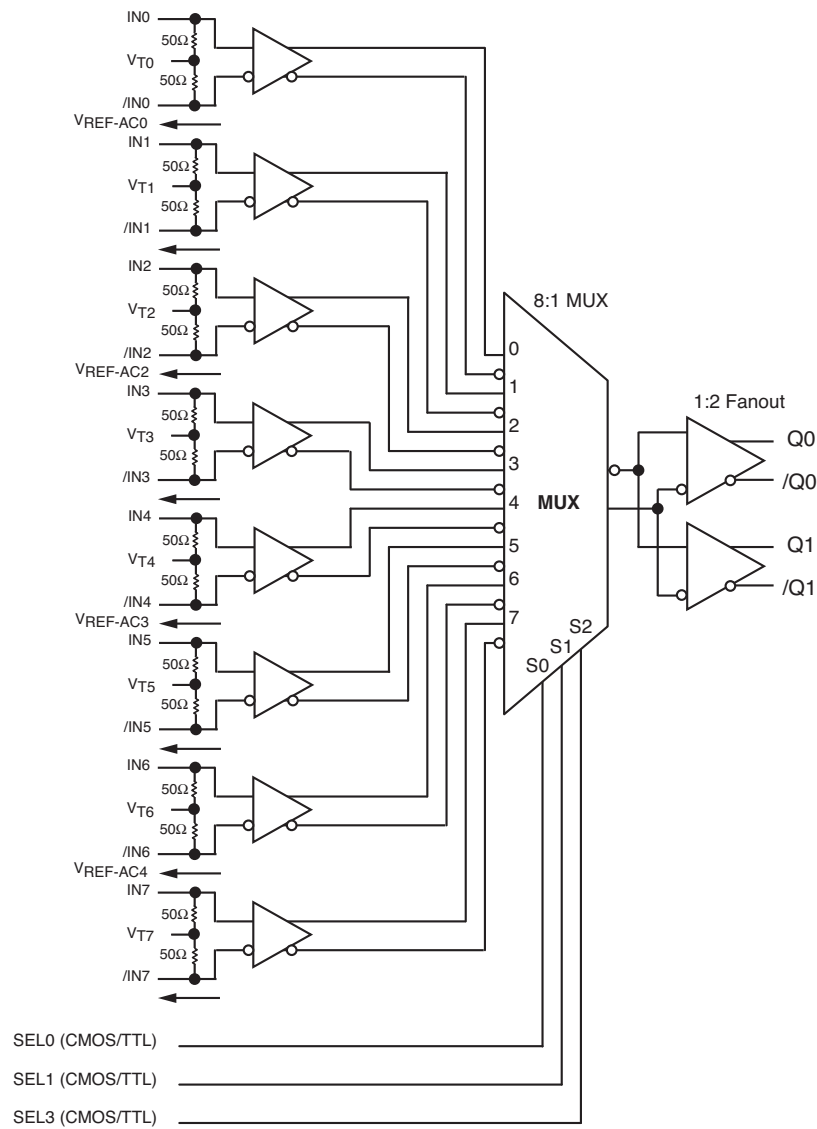 IN0
50Ω
VT0
50Ω
/IN0
VREF-AC0
IN1
50Ω
VT1
50Ω
/IN1
IN2
50Ω
VT2
50Ω
/IN2
VREF-AC2
IN3
50Ω
VT3
50Ω
/IN3
IN4
50Ω
VT4
50Ω
/IN4
VREF-AC3
IN5
50Ω
VT5
50Ω
/IN5
IN6
50Ω
VT6
50Ω
/IN6
VREF-AC4
IN7
50Ω
VT7
50Ω
/IN7
8:1 MUX
0
1
2
3
4
5
6
7
MUX
S0
S1
S2
1:2 Fanout
Q0
/Q0
Q1
/Q1
SEL0 (CMOS/TTL)
SEL1 (CMOS/TTL)
SEL3 (CMOS/TTL)